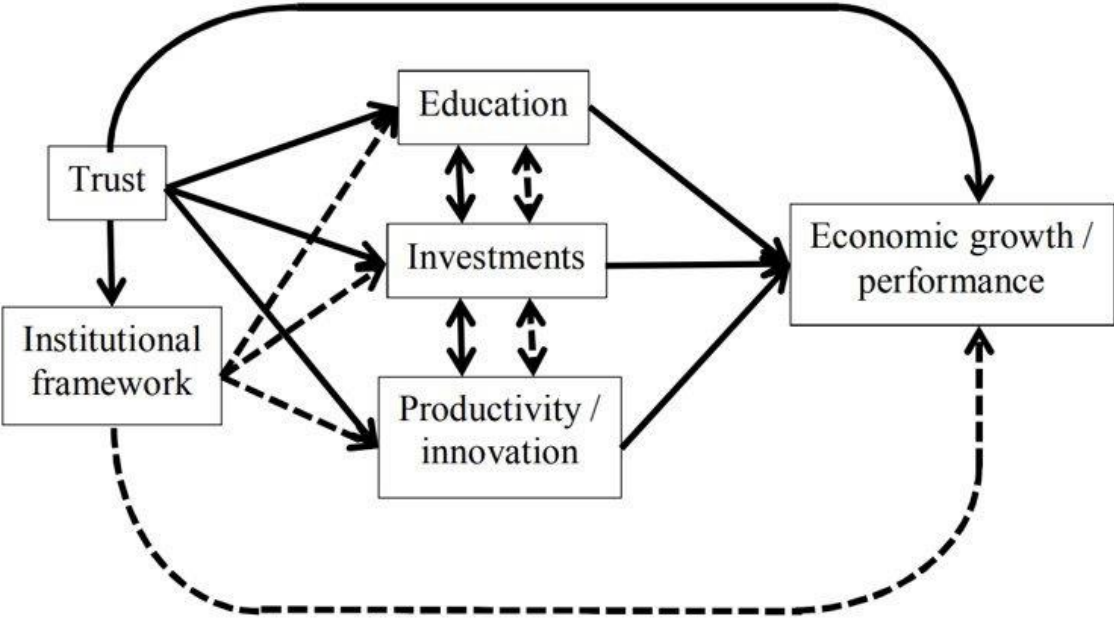 Education
Trust
Investments
Economic growth /
performance
Institutional
framework
Productivity /
innovation